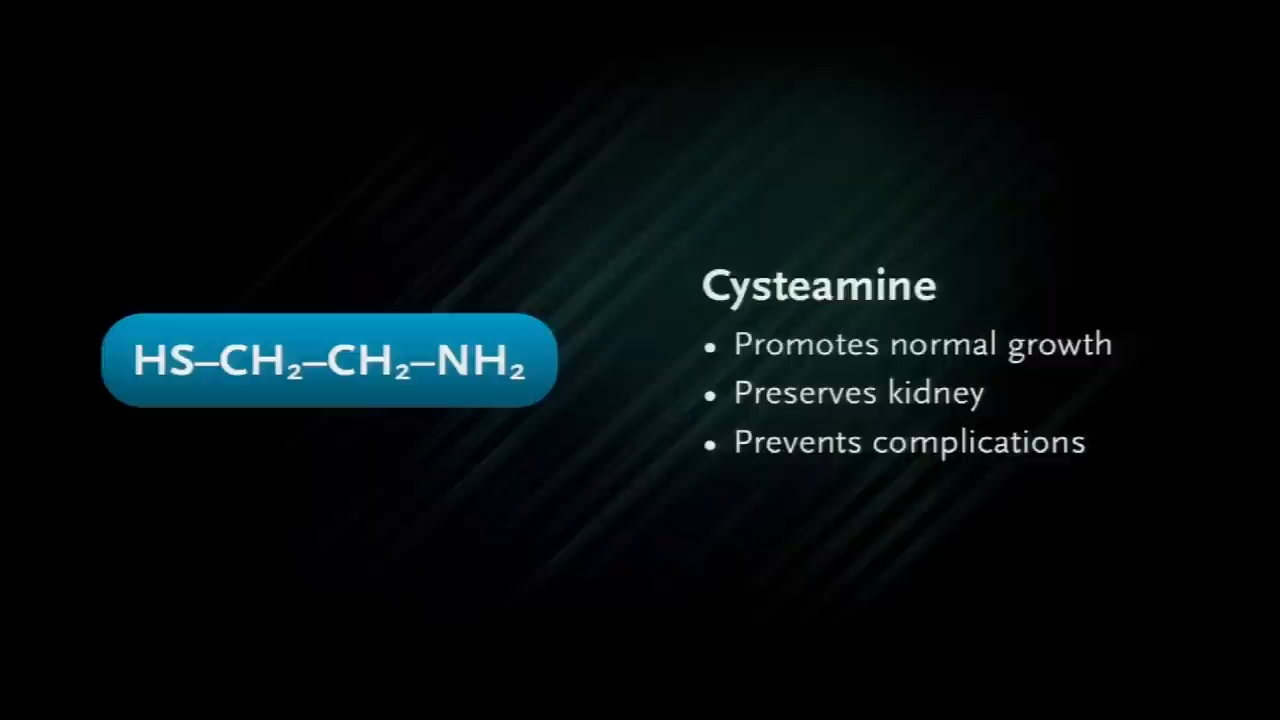 HS–CH₂–CH₂–NH₂
Cysteamine
• Promotes normal growth
• Preserves kidney
• Prevents complications